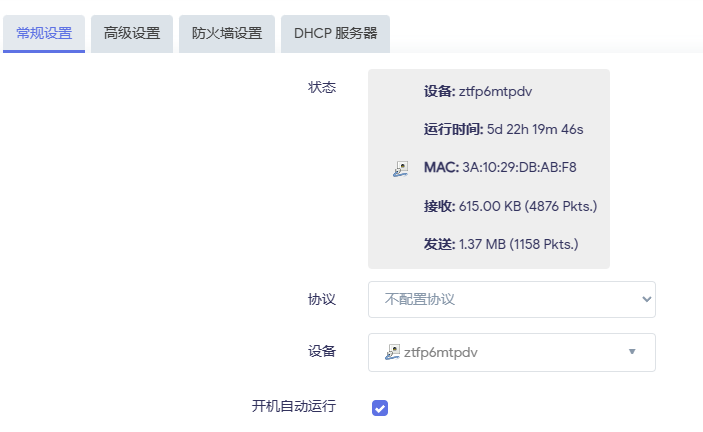 常规设置 高级设置 防火墙设置 DHCP 服务器
状态
设备: ztfp6mtpdv
运行时间: 5d 22h 19m 46s
MAC: 3A:10:29:DB:AB:F8
接收: 615.00 KB (4876 Pkts.)
发送: 1.37 MB (1158 Pkts.)
协议 不配置协议
设备 ztfp6mtpdv
开机自动运行